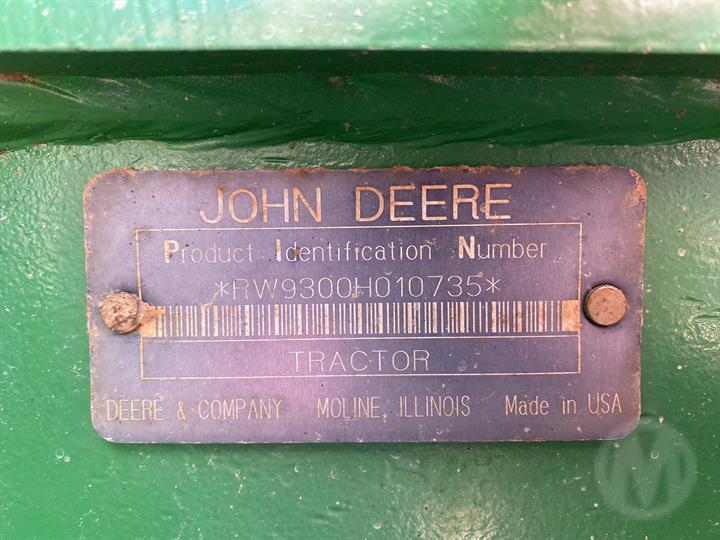 JOHN DEERE
Product Identification Number
*RW9300H010735*
TRACTOR
DEERE & COMPANY MOLINE, ILLINOIS Made in USA
M